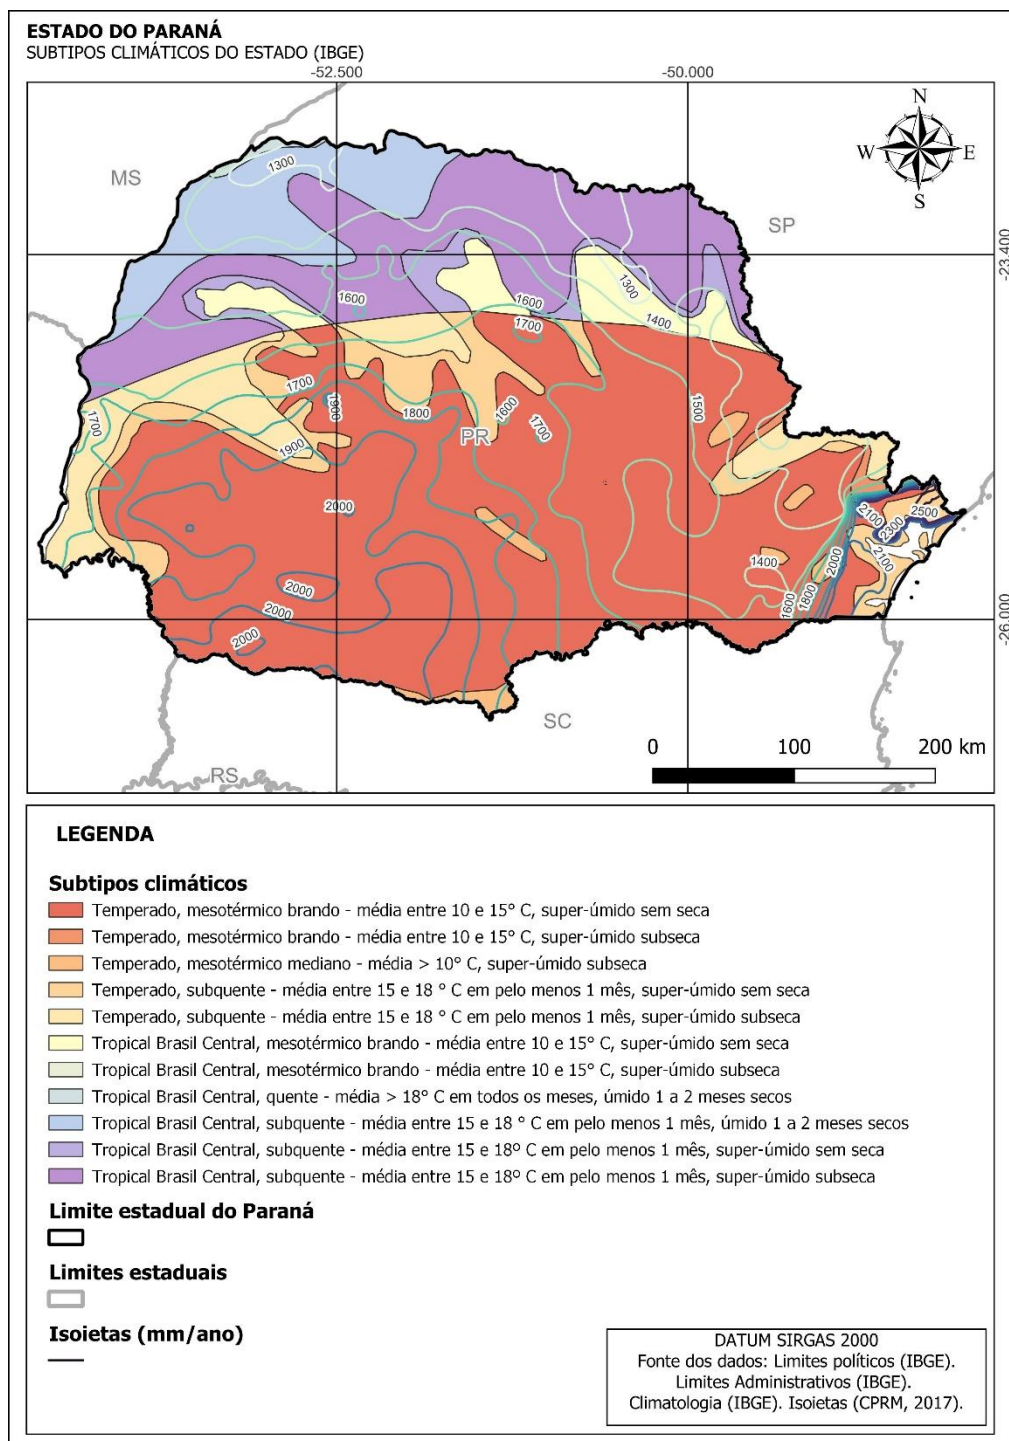 ESTADO DO PARANÁ
SUBTIPOS CLIMÁTICOS DO ESTADO (IBGE)
-52.500 -50.000
N
W E
S
MS
SP
-23.400
1300
1300
1600
1600
1400
1700
1700
1900
1800
1600
1700
1500
1700
PR
1900
2000
2500
2100
2300
2100
2000
1400
1600
1800
2000
2000
2000
-26.000
SC
RS
0 100 200 km
LEGENDA
Subtipos climáticos
Temperado, mesotérmico brando - média entre 10 e 15° C, super-úmido sem seca
Temperado, mesotérmico brando - média entre 10 e 15° C, super-úmido subseca
Temperado, mesotérmico mediano - média > 10° C, super-úmido subseca
Temperado, subquente - média entre 15 e 18 ° C em pelo menos 1 mês, super-úmido sem seca
Temperado, subquente - média entre 15 e 18 ° C em pelo menos 1 mês, super-úmido subseca
Tropical Brasil Central, mesotérmico brando - média entre 10 e 15° C, super-úmido sem seca
Tropical Brasil Central, mesotérmico brando - média entre 10 e 15° C, super-úmido subseca
Tropical Brasil Central, quente - média > 18° C em todos os meses, úmido 1 a 2 meses secos
Tropical Brasil Central, subquente - média entre 15 e 18 ° C em pelo menos 1 mês, úmido 1 a 2 meses secos
Tropical Brasil Central, subquente - média entre 15 e 18º C em pelo menos 1 mês, super-úmido sem seca
Tropical Brasil Central, subquente - média entre 15 e 18º C em pelo menos 1 mês, super-úmido subseca
Limite estadual do Paraná
Limites estaduais
Isoietas (mm/ano)
DATUM SIRGAS 2000
Fonte dos dados: Limites políticos (IBGE).
Limites Administrativos (IBGE).
Climatologia (IBGE). Isoietas (CPRM, 2017).